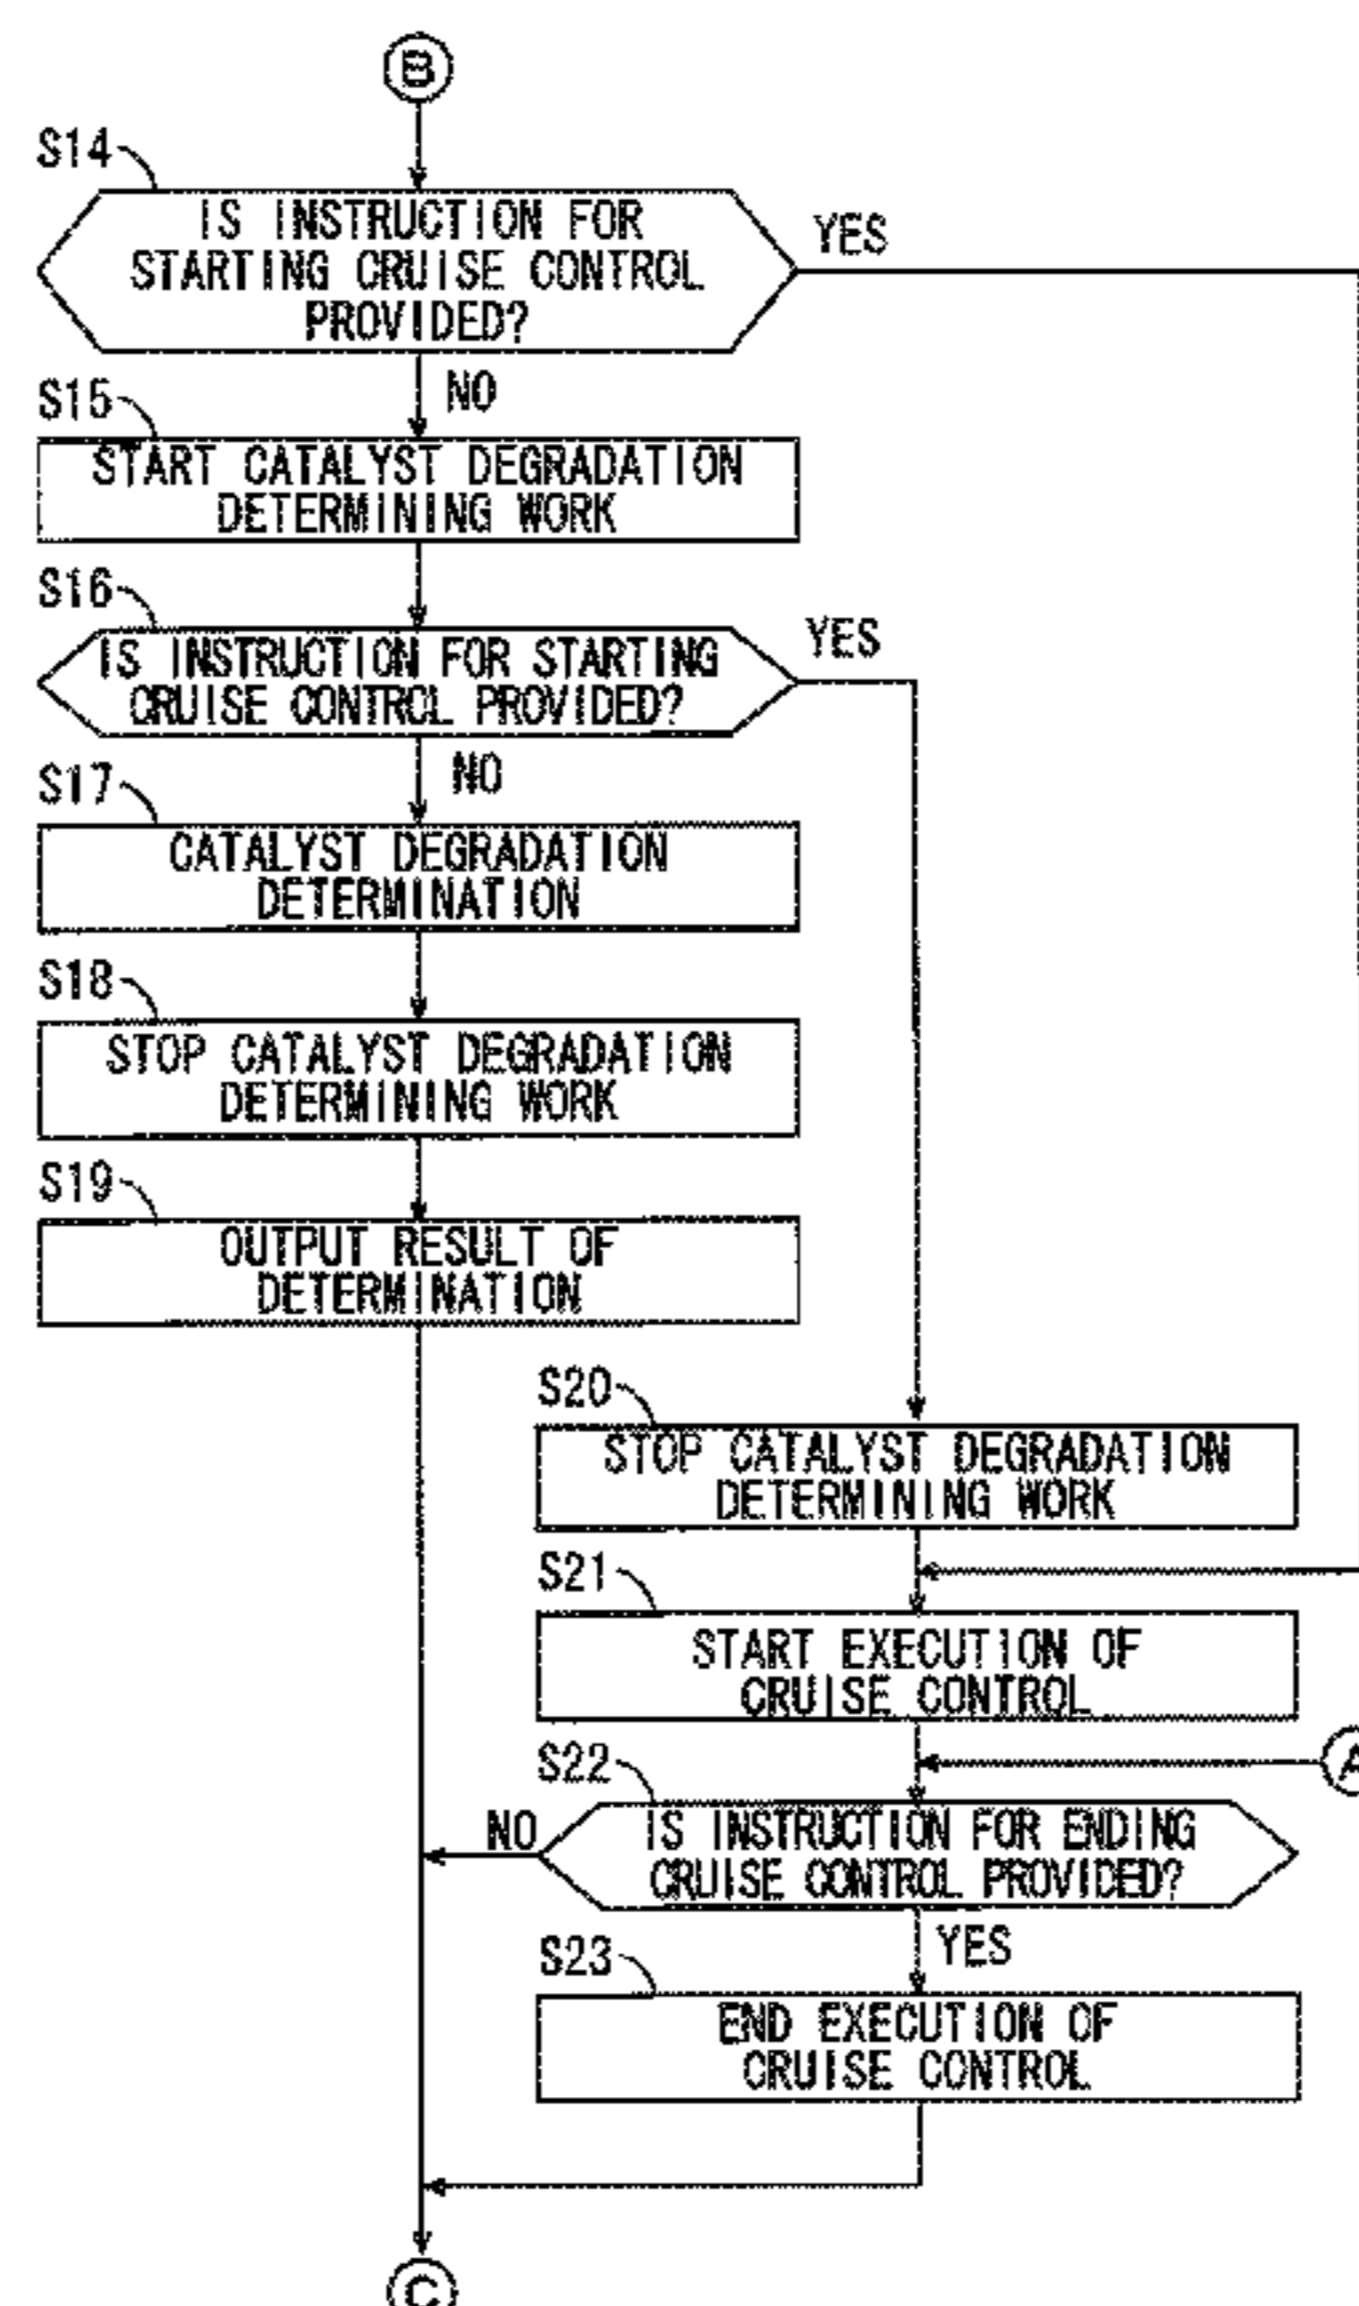 B
S14
IS INSTRUCTION FOR
STARTING CRUISE CONTROL
PROVIDED?
YES
NO
S15
START CATALYST DEGRADATION
DETERMINING WORK
S16
IS INSTRUCTION FOR STARTING
CRUISE CONTROL PROVIDED?
YES
NO
S17
CATALYST DEGRADATION
DETERMINATION
S18
STOP CATALYST DEGRADATION
DETERMINING WORK
S19
OUTPUT RESULT OF
DETERMINATION
S20
STOP CATALYST DEGRADATION
DETERMINING WORK
S21
START EXECUTION OF
CRUISE CONTROL
A
S22
IS INSTRUCTION FOR ENDING
CRUISE CONTROL PROVIDED?
NO
YES
S23
END EXECUTION OF
CRUISE CONTROL
C